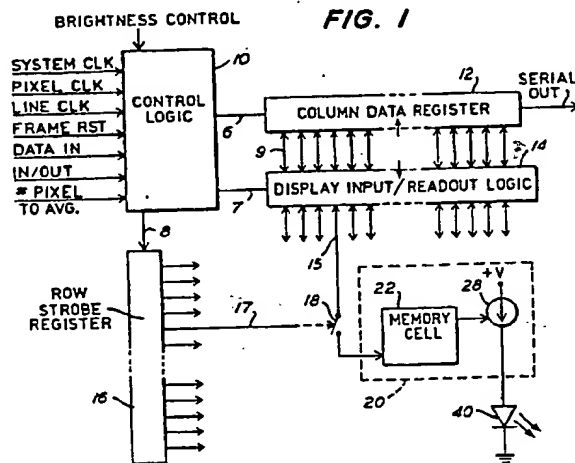 FIG. 1
BRIGHTNESS CONTROL
10
SYSTEM CLK
PIXEL CLK
LINE CLK
FRAME RST
DATA IN
IN/OUT
# PIXEL
TO AVG.
CONTROL
LOGIC
6
7
8
12
COLUMN DATA REGISTER
SERIAL
OUT
9
14
DISPLAY INPUT/READOUT LOGIC
15
ROW
STROBE
REGISTER
16
17
18
22
MEMORY
CELL
+V
28
20
40